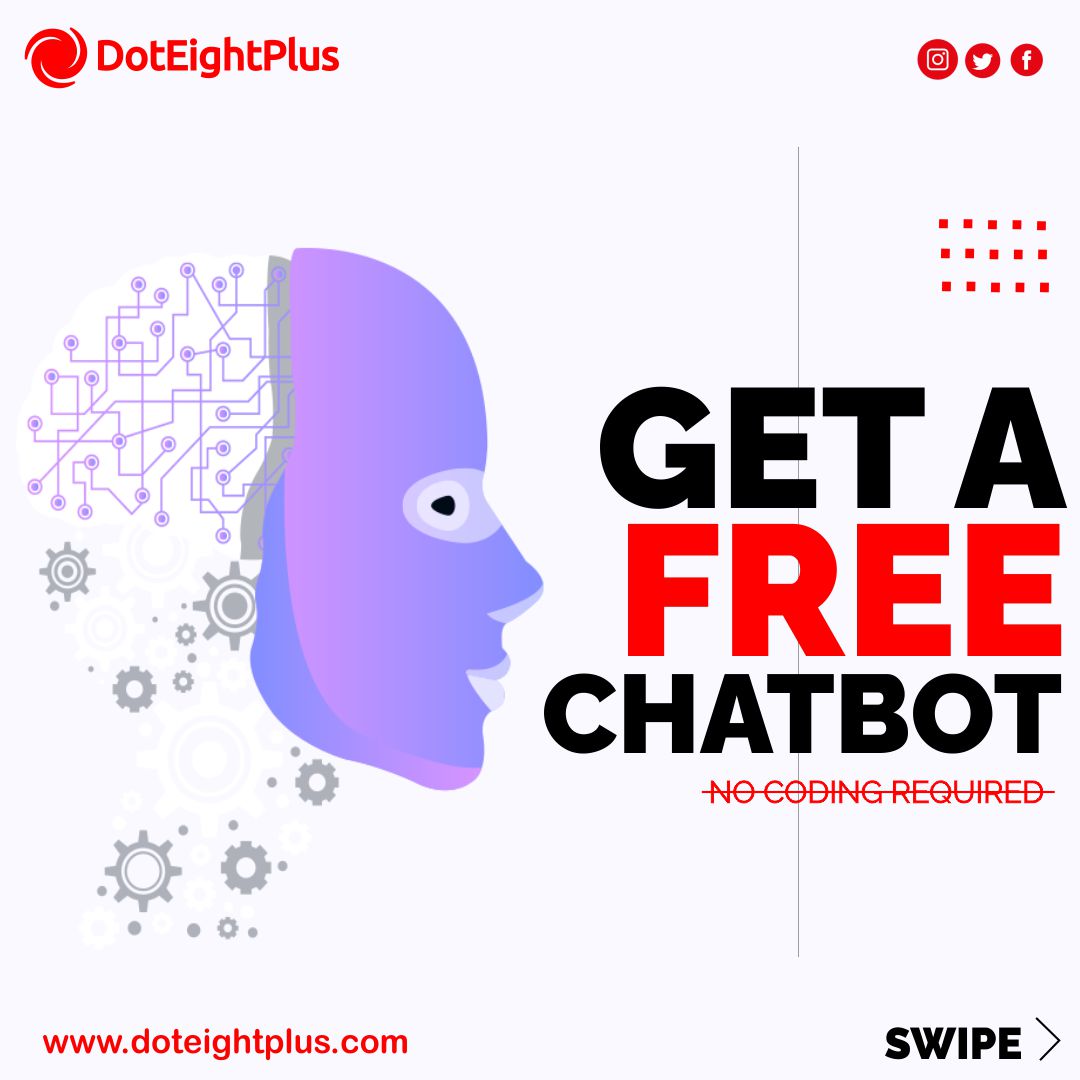 DotEightPlus
GET A
FREE
CHATBOT
NO CODING REQUIRED
www.doteightplus.com
SWIPE